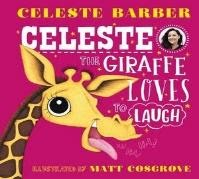 CELESTE BARBER
CELESTE
THE GIRAFFE
LOVES
TO
LAUGH
ILLUSTRATED BY MATT COSGROVE